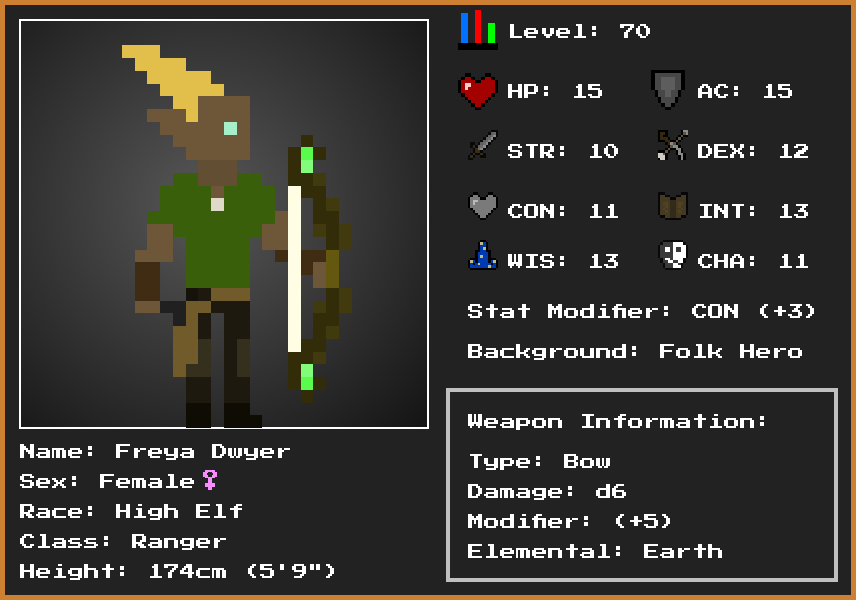 Level: 70
HP: 15
AC: 15
STR: 10
DEX: 12
CON: 11
INT: 13
WIS: 13
CHA: 11
Stat Modifier: CON (+3)
Background: Folk Hero
Weapon Information:
Type: Bow
Damage: d6
Modifier: (+5)
Elemental: Earth
Name: Freya Dwyer
Sex: Female♀
Race: High Elf
Class: Ranger
Height: 174cm (5'9")